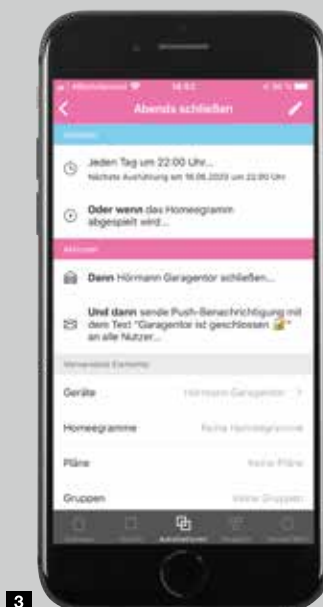 14:52
Abends schließen
Auslöser
Jeden Tag um 22:00 Uhr...
Nächste Ausführung am 18.06.2020 um 22:00 Uhr
Oder wenn das Homeegramm
abgespielt wird...
Aktionen
Dann Hörmann Garagentor schließen...
Und dann sende Push-Benachrichtigung mit
dem Text "Garagentor ist geschlossen 🔐"
an alle Nutzer...
Verwendete Elemente
Geräte Hörmann Garagentor
Homeegramme Keine Homeegramme
Pläne Keine Pläne
Gruppen Keine Gruppen
3